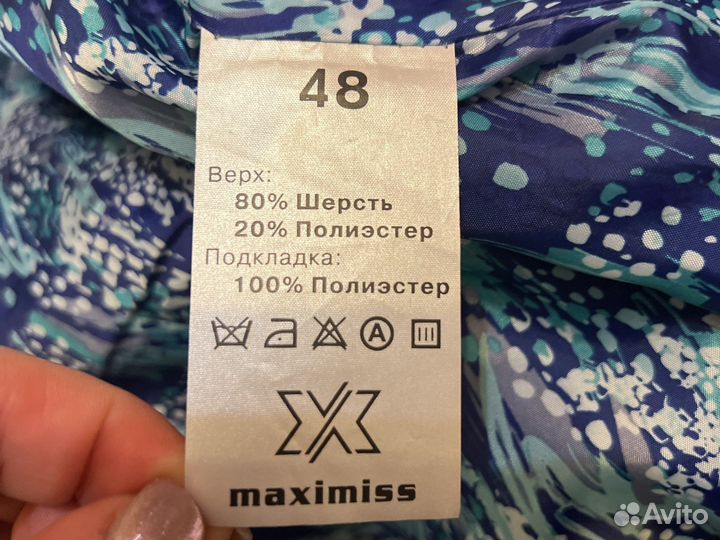 48
Верх:
80% Шерсть
20% Полиэстер
Подкладка:
100% Полиэстер
A
maximiss
Avito